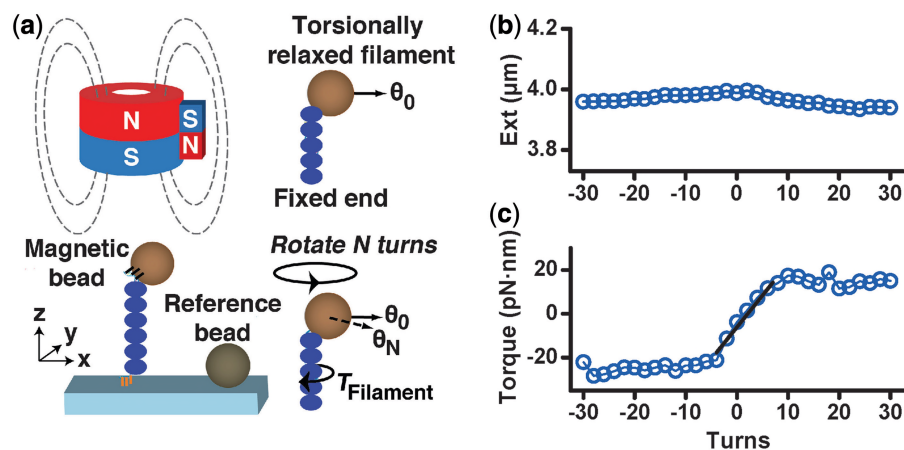 (a)
N
S
S
N
Torsionally
relaxed filament
θ0
Fixed end
Magnetic
bead
Reference
bead
z
y
x
Rotate N turns
θ0
θN
τFilament
(b)
Ext (μm)
4.2
4.0
3.8
-30 -20 -10 0 10 20 30
(c)
Torque (pN·nm)
20
0
-20
-30 -20 -10 0 10 20 30
Turns